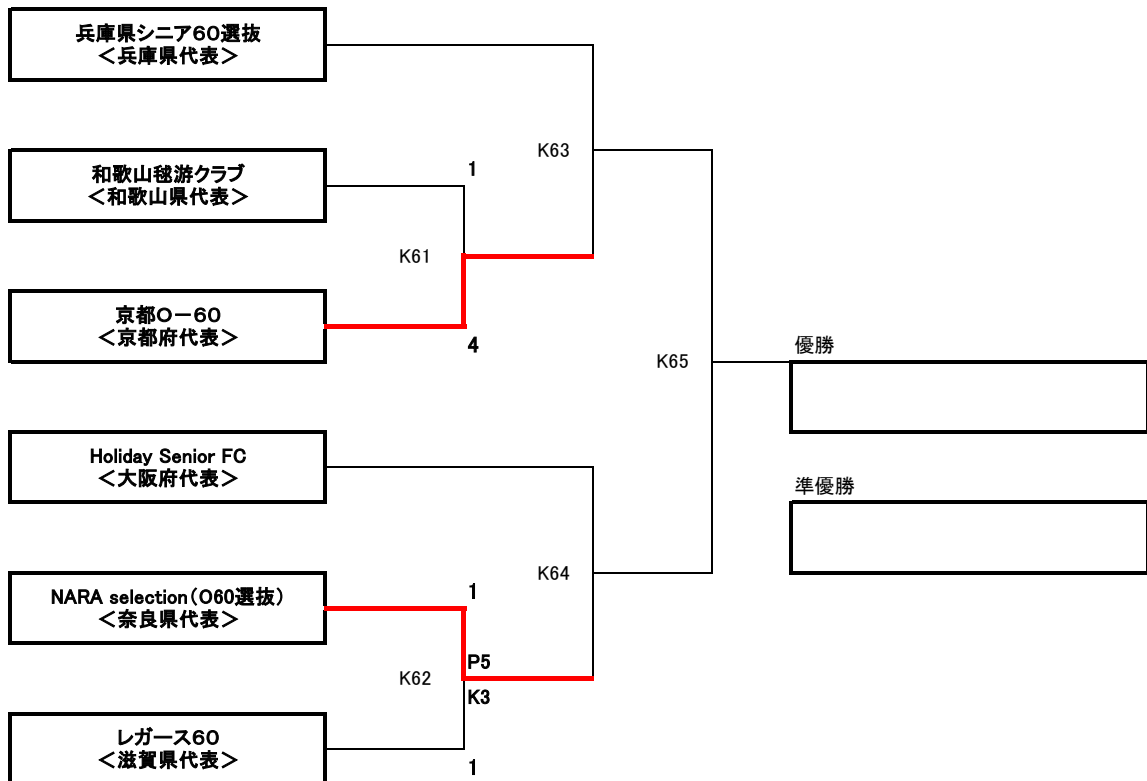 兵庫県シニア60選抜
＜兵庫県代表＞
K63
和歌山毬游クラブ
＜和歌山県代表＞
1
K61
京都O－60
＜京都府代表＞
4
K65
優勝
Holiday Senior FC
＜大阪府代表＞
準優勝
K64
NARA selection（O60選抜）
＜奈良県代表＞
1
K62
P5
K3
レガース60
＜滋賀県代表＞
1